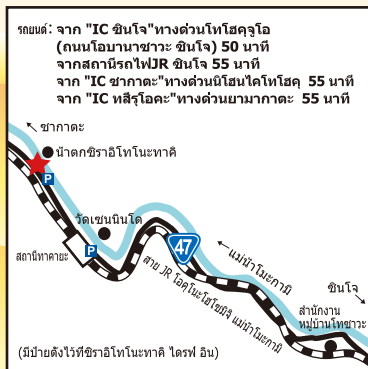 รถยนต์: จาก "IC ชินโจ"ทางด่วนโทโฮคุจูโอ
(ถนนโอบานาซาวะ ชินโจ) 50 นาที
จากสถานีรถไฟJR ชินโจ 55 นาที
จาก "IC ซากาตะ"ทางด่วนนิโฮนไคโทโฮคุ 55 นาที
จาก "IC ทสึรุโอคะ"ทางด่วนยามากาตะ 55 นาที
ซากาตะ
น้ำตกชิราอิโทโนะทาคิ
P
วัดเซนนินโด
P
สถานีทาคายะ
47
แม่น้ำโมะกามิ
สาย JR โอคุโนะโฮโซมิจิ แม่น้ำโมะกามิ
ชินโจ
สำนักงาน
หมู่บ้านโทซาวะ
(มีป้ายตั้งไว้ที่ชิราอิโทโนะทาคิ ไดรฟ์ อิน)